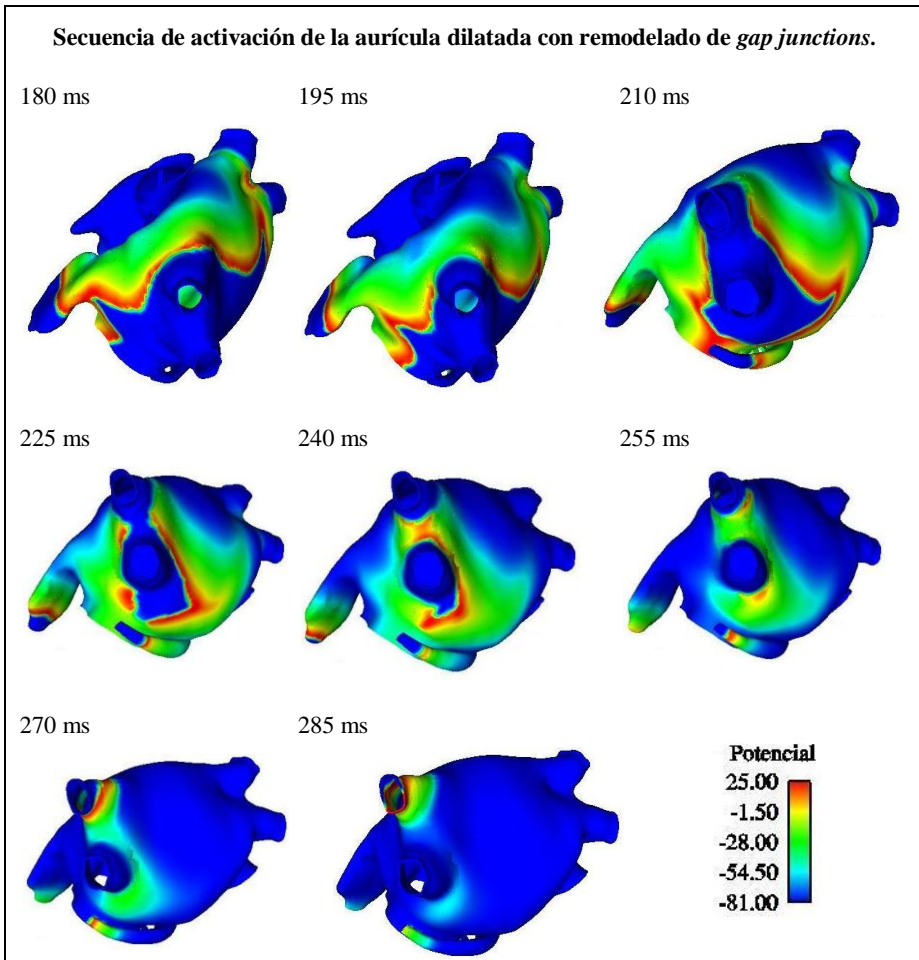 Secuencia de activación de la aurícula dilatada con remodelado de gap junctions.
180 ms
195 ms
210 ms
225 ms
240 ms
255 ms
270 ms
285 ms
Potencial
25.00
-1.50
-28.00
-54.50
-81.00